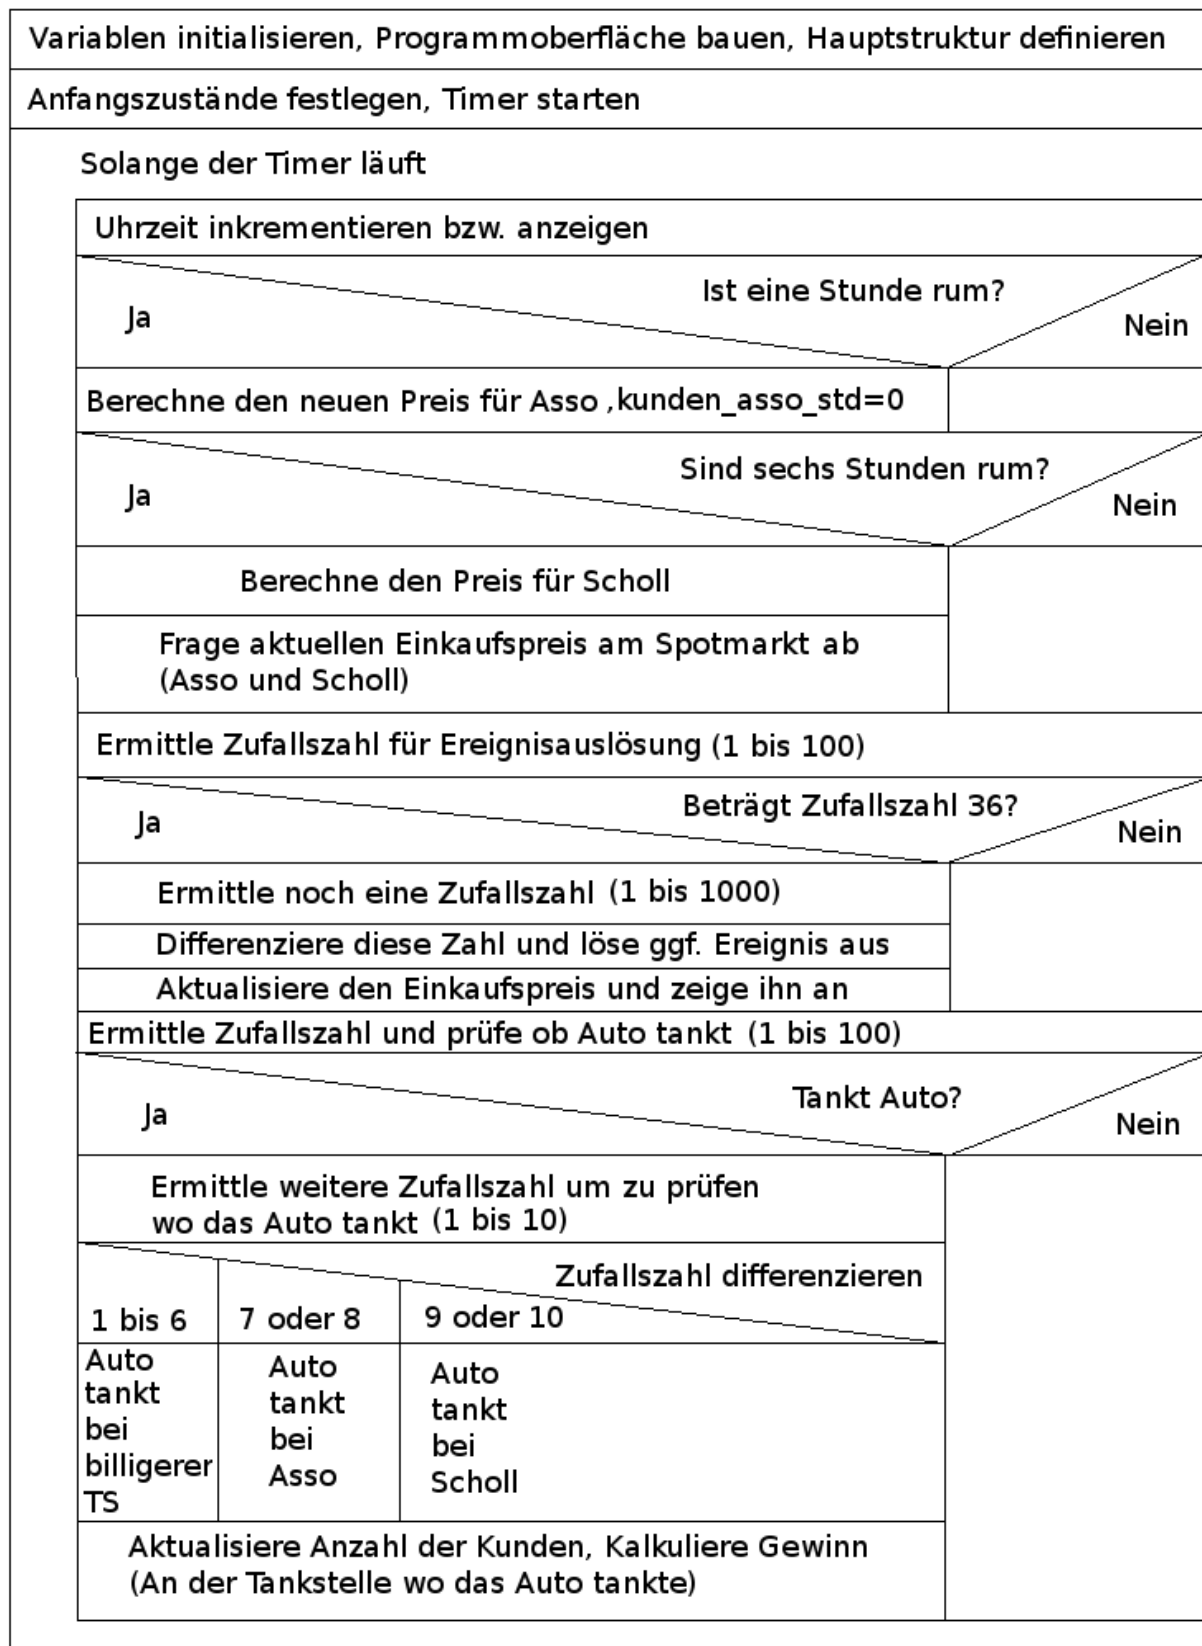 Variablen initialisieren, Programmoberfläche bauen, Hauptstruktur definieren
Anfangszustände festlegen, Timer starten
Solange der Timer läuft
Uhrzeit inkrementieren bzw. anzeigen
Ist eine Stunde rum?
Ja
Nein
Berechne den neuen Preis für Asso ,kunden_asso_std=0
Sind sechs Stunden rum?
Ja
Nein
Berechne den Preis für Scholl
Frage aktuellen Einkaufspreis am Spotmarkt ab
(Asso und Scholl)
Ermittle Zufallszahl für Ereignisauslösung (1 bis 100)
Beträgt Zufallszahl 36?
Ja
Nein
Ermittle noch eine Zufallszahl (1 bis 1000)
Differenziere diese Zahl und löse ggf. Ereignis aus
Aktualisiere den Einkaufspreis und zeige ihn an
Ermittle Zufallszahl und prüfe ob Auto tankt (1 bis 100)
Tankt Auto?
Ja
Nein
Ermittle weitere Zufallszahl um zu prüfen
wo das Auto tankt (1 bis 10)
Zufallszahl differenzieren
1 bis 6
7 oder 8
9 oder 10
Auto
tankt
bei
billigerer
TS
Auto
tankt
bei
Asso
Auto
tankt
bei
Scholl
Aktualisiere Anzahl der Kunden, Kalkuliere Gewinn
(An der Tankstelle wo das Auto tankte)